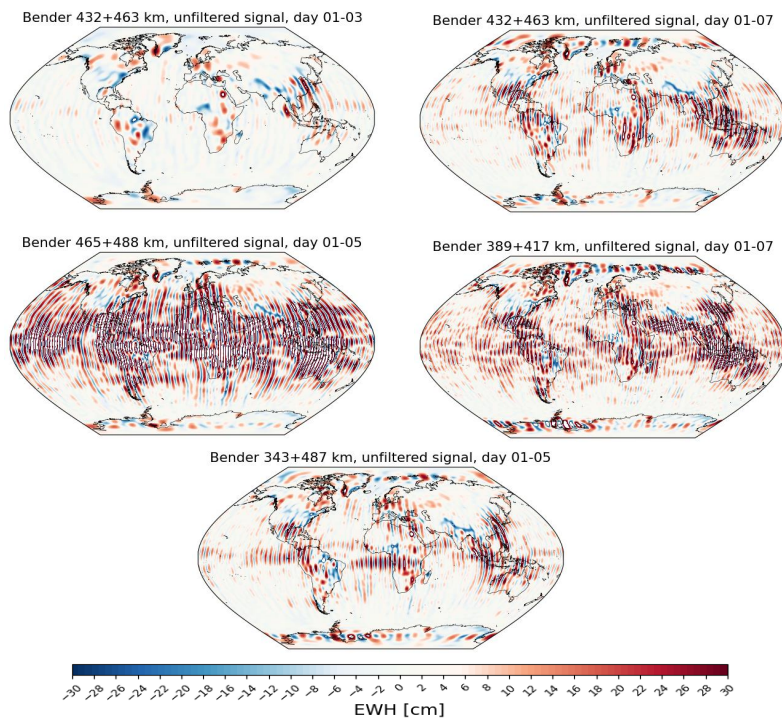 Bender 432+463 km, unfiltered signal, day 01-03
Bender 432+463 km, unfiltered signal, day 01-07
Bender 465+488 km, unfiltered signal, day 01-05
Bender 389+417 km, unfiltered signal, day 01-07
Bender 343+487 km, unfiltered signal, day 01-05
−30 −28 −26 −24 −22 −20 −18 −16 −14 −12 −10 −8 −6 −4 −2 0 2 4 6 8 10 12 14 16 18 20 22 24 26 28 30
EWH [cm]